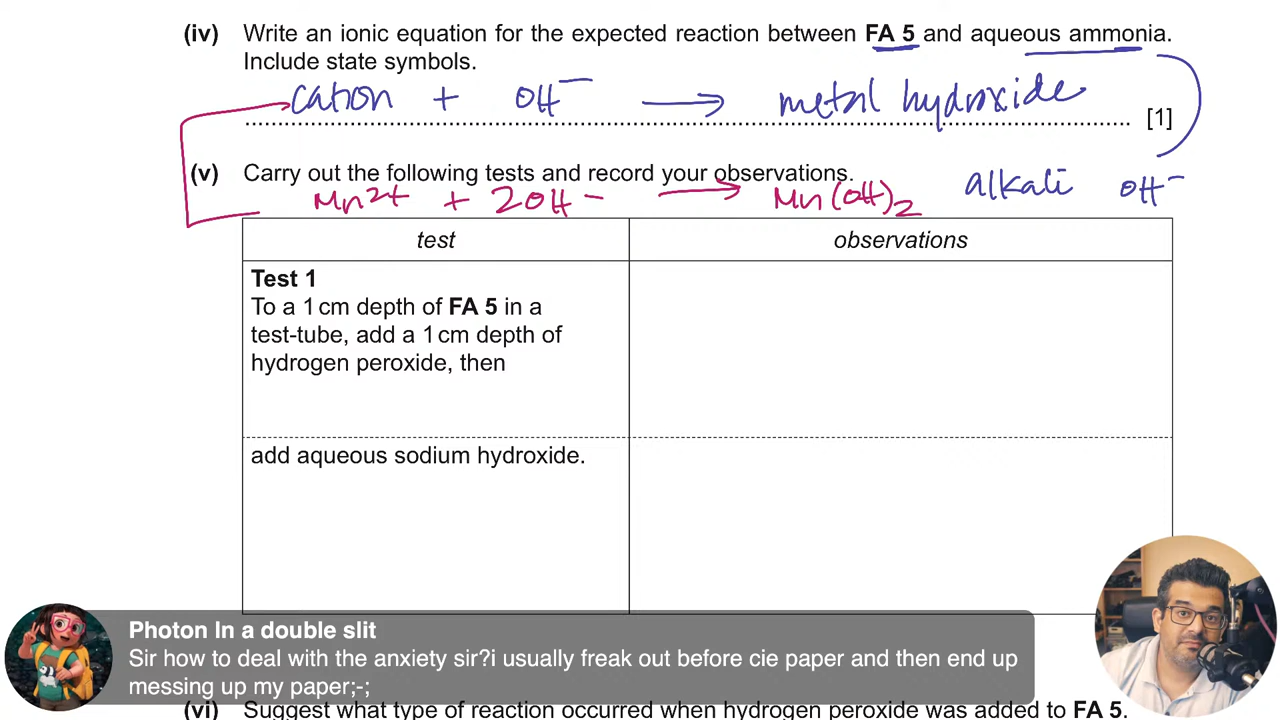 (iv) Write an ionic equation for the expected reaction between FA 5 and aqueous ammonia.
Include state symbols.
cation + OH⁻ → metal hydroxide
[1]
(v) Carry out the following tests and record your observations.
Mn²⁺ + 2OH⁻ → Mn(OH)₂ alkali OH⁻
test observations
Test 1
To a 1 cm depth of FA 5 in a
test-tube, add a 1 cm depth of
hydrogen peroxide, then
add aqueous sodium hydroxide.
Photon In a double slit
Sir how to deal with the anxiety sir?i usually freak out before cie paper and then end up
messing up my paper;-;
(vi) Suggest what type of reaction occurred when hydrogen peroxide was added to FA 5.